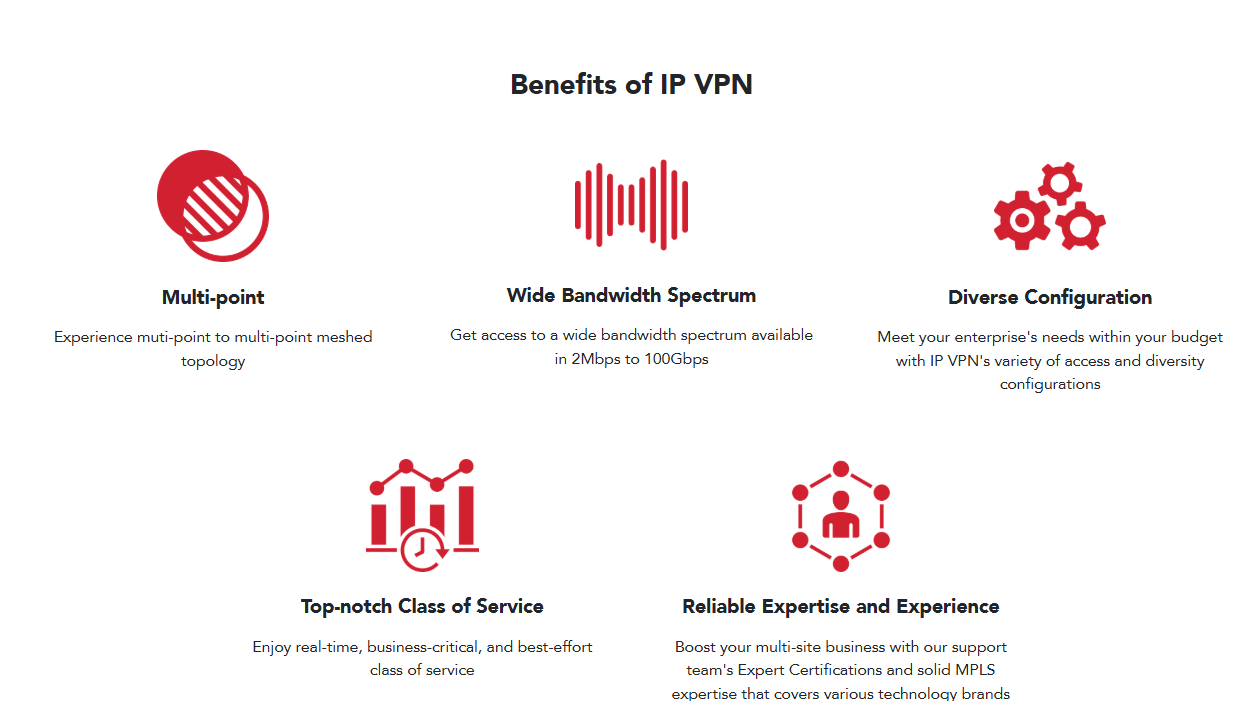 Benefits of IP VPN
Multi-point
Experience muti-point to multi-point meshed
topology
Wide Bandwidth Spectrum
Get access to a wide bandwidth spectrum available
in 2Mbps to 100Gbps
Diverse Configuration
Meet your enterprise's needs within your budget
with IP VPN's variety of access and diversity
configurations
Top-notch Class of Service
Enjoy real-time, business-critical, and best-effort
class of service
Reliable Expertise and Experience
Boost your multi-site business with our support
team's Expert Certifications and solid MPLS
expertise that covers various technology brands